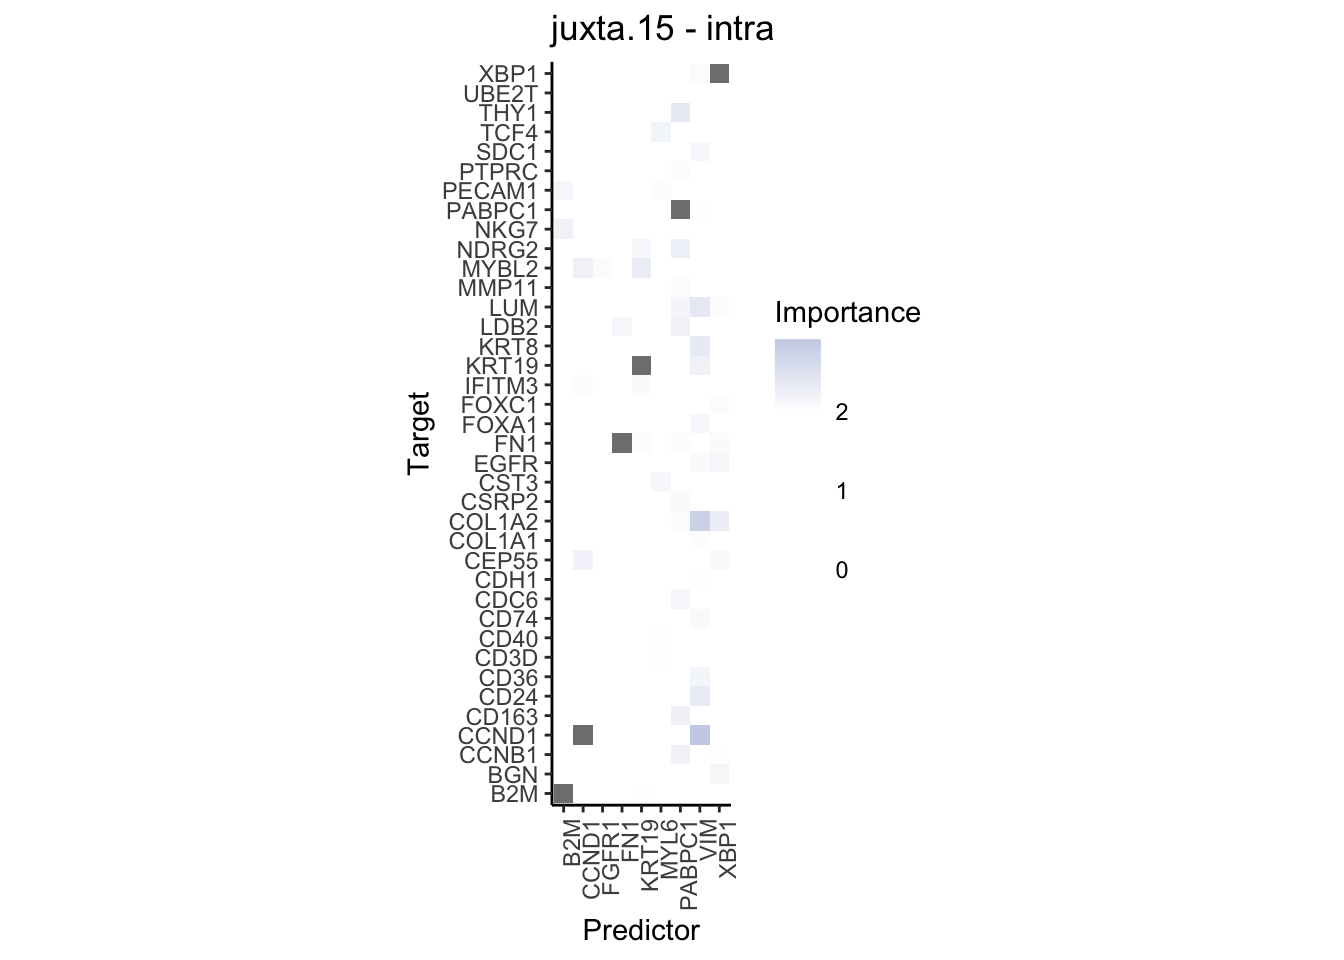 juxta.15 - intra
XBP1
UBE2T
THY1
TCF4
SDC1
PTPRC
PECAM1
PABPC1
NKG7
NDRG2
MYBL2
MMP11
LUM
LDB2
KRT8
KRT19
IFITM3
FOXC1
FOXA1
FN1
EGFR
CST3
CSRP2
COL1A2
COL1A1
CEP55
CDH1
CDC6
CD74
CD40
CD3D
CD36
CD24
CD163
CCND1
CCNB1
BGN
B2M
Target
B2M
CCND1
FGFR1
FN1
KRT19
MYL6
PABPC1
VIM
XBP1
Predictor
Importance
2
1
0